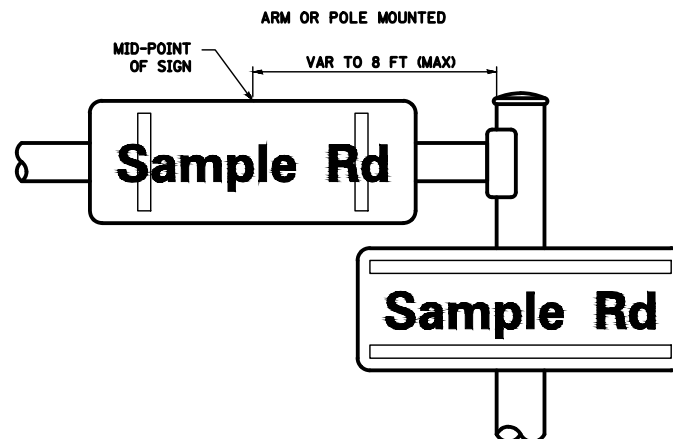 ARM OR POLE MOUNTED
MID-POINT
OF SIGN
VAR TO 8 FT (MAX)
Sample Rd
Sample Rd